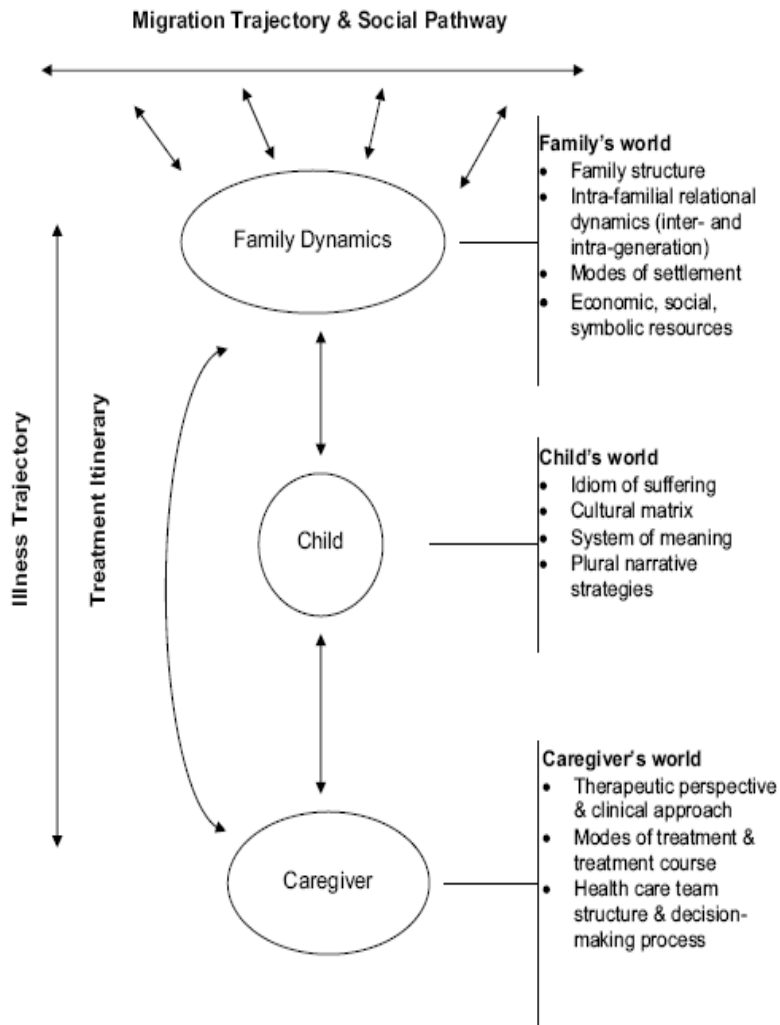 Migration Trajectory & Social Pathway
Family's world
• Family structure
• Intra-familial relational
dynamics (inter- and
intra-generation)
• Modes of settlement
• Economic, social,
symbolic resources
Family Dynamics
Illness Trajectory
Treatment Itinerary
Child's world
• Idiom of suffering
• Cultural matrix
• System of meaning
• Plural narrative
strategies
Child
Caregiver's world
• Therapeutic perspective
& clinical approach
• Modes of treatment &
treatment course
• Health care team
structure & decision-
making process
Caregiver